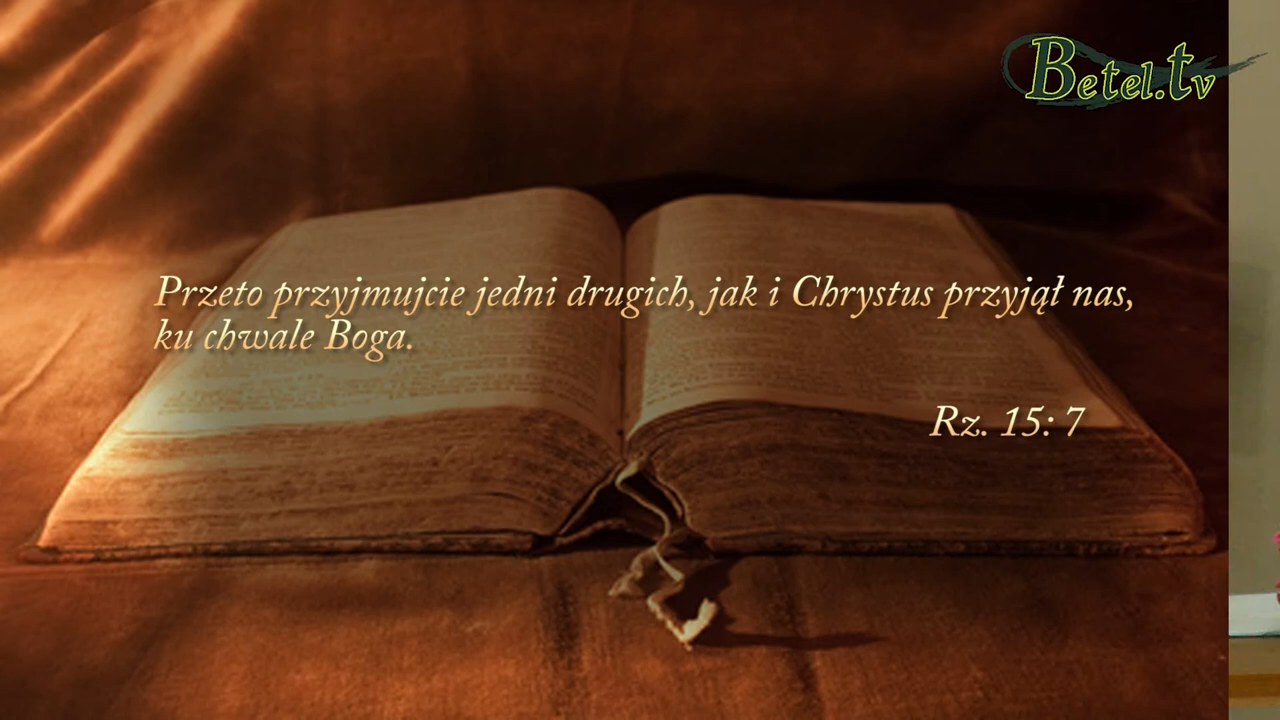 Betel.tv
Przeto przyjmujcie jedni drugich, jak i Chrystus przyjął nas,
ku chwale Boga.
Rz. 15: 7